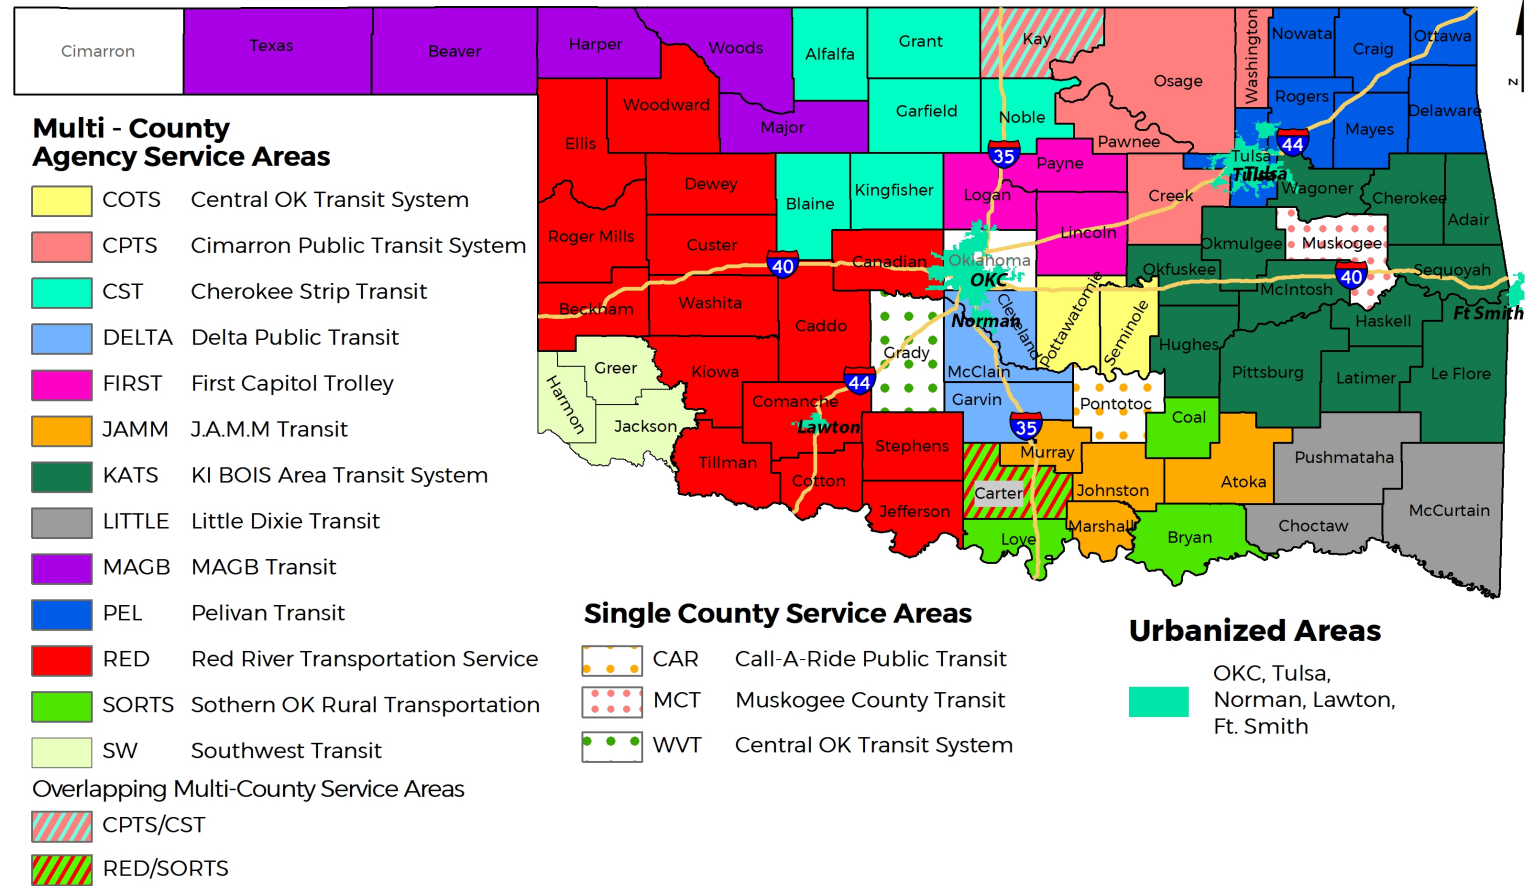 Cimarron
Texas
Beaver
Harper
Woods
Alfalfa
Grant
Kay
Osage
Washington
Nowata
Craig
Ottawa
Woodward
Major
Garfield
Noble
Pawnee
Rogers
Mayes
Delaware
Ellis
Dewey
Blaine
Kingfisher
Logan
Payne
35
Creek
Tulsa
Tulsa
Tulsa
44
Wagoner
Cherokee
Adair
Roger Mills
Custer
40
Canadian
Oklahoma
OKC
Lincoln
Okmulgee
Muskogee
40
Okfuskee
McIntosh
Sequoyah
Ft Smith
Beckham
Washita
Caddo
Grady
Norman
Cleveland
Pottawatomie
Seminole
Hughes
Haskell
Pittsburg
Latimer
Le Flore
Harmon
Greer
Jackson
Kiowa
Comanche
44
Lawton
McClain
Garvin
35
Pontotoc
Coal
Tillman
Cotton
Stephens
Jefferson
Murray
Carter
Love
Johnston
Marshall
Atoka
Bryan
Pushmataha
Choctaw
McCurtain
N
Multi - County
Agency Service Areas
COTS Central OK Transit System
CPTS Cimarron Public Transit System
CST Cherokee Strip Transit
DELTA Delta Public Transit
FIRST First Capitol Trolley
JAMM J.A.M.M Transit
KATS KI BOIS Area Transit System
LITTLE Little Dixie Transit
MAGB MAGB Transit
PEL Pelivan Transit
RED Red River Transportation Service
SORTS Sothern OK Rural Transportation
SW Southwest Transit
Overlapping Multi-County Service Areas
CPTS/CST
RED/SORTS
Single County Service Areas
CAR Call-A-Ride Public Transit
MCT Muskogee County Transit
WVT Central OK Transit System
Urbanized Areas
OKC, Tulsa,
Norman, Lawton,
Ft. Smith